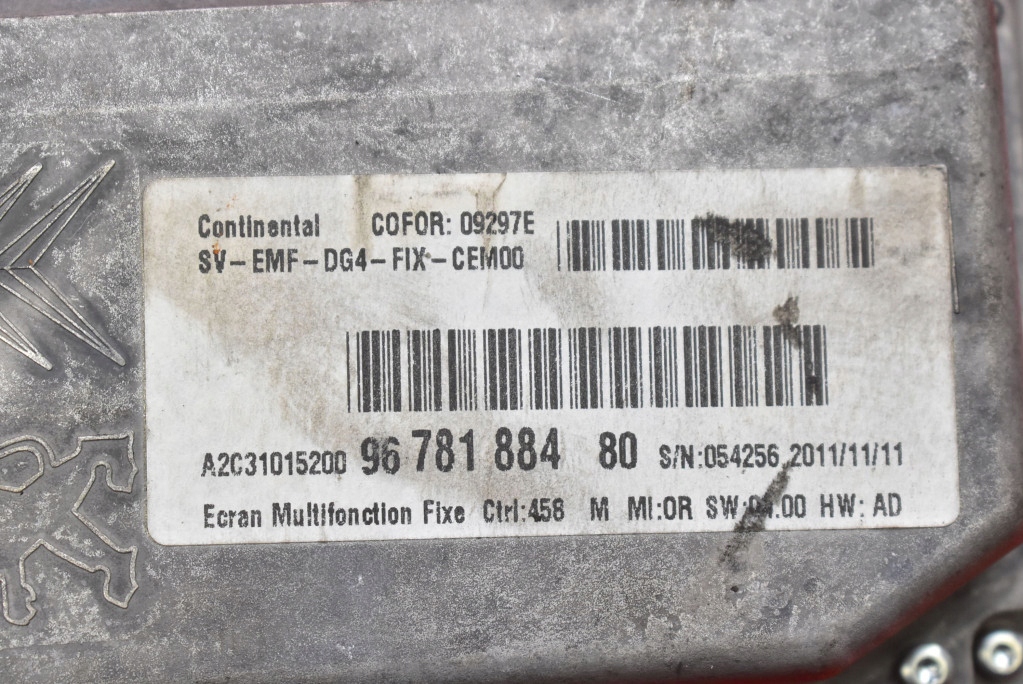 Continental COFOR: 09297E
SV-EMF-DG4-FIX-CEM00
A2C31015200 96 781 884 80 S/N:054256 2011/11/11
Ecran Multifonction Fixe Ctrl:458 M MI:OR HW: AD